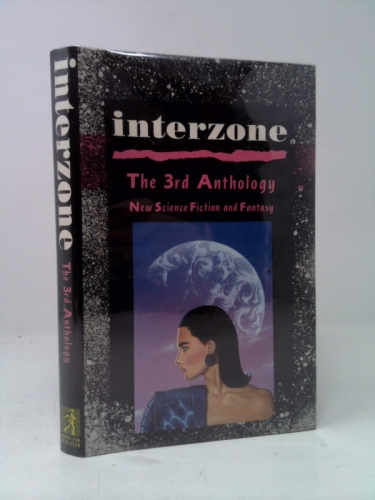 interzone
The 3rd Anthology
interzone
The 3rd Anthology
New Science Fiction and Fantasy